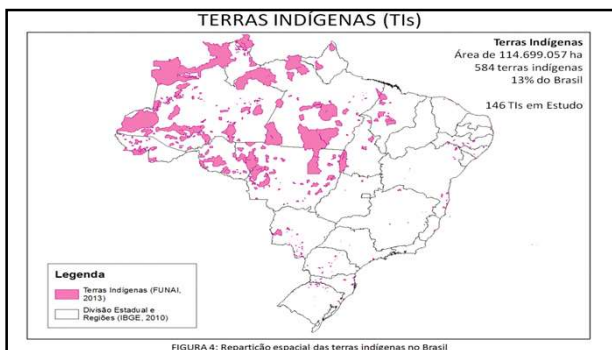 TERRAS INDÍGENAS (TIs)
Terras Indígenas
Área de 114.699.057 ha
584 terras indígenas
13% do Brasil
146 TIs em Estudo
Legenda
Terras Indígenas (FUNAI,
2013)
Divisão Estadual e
Regiões (IBGE, 2010)
FIGURA 4: Repartição espacial das terras indígenas no Brasil